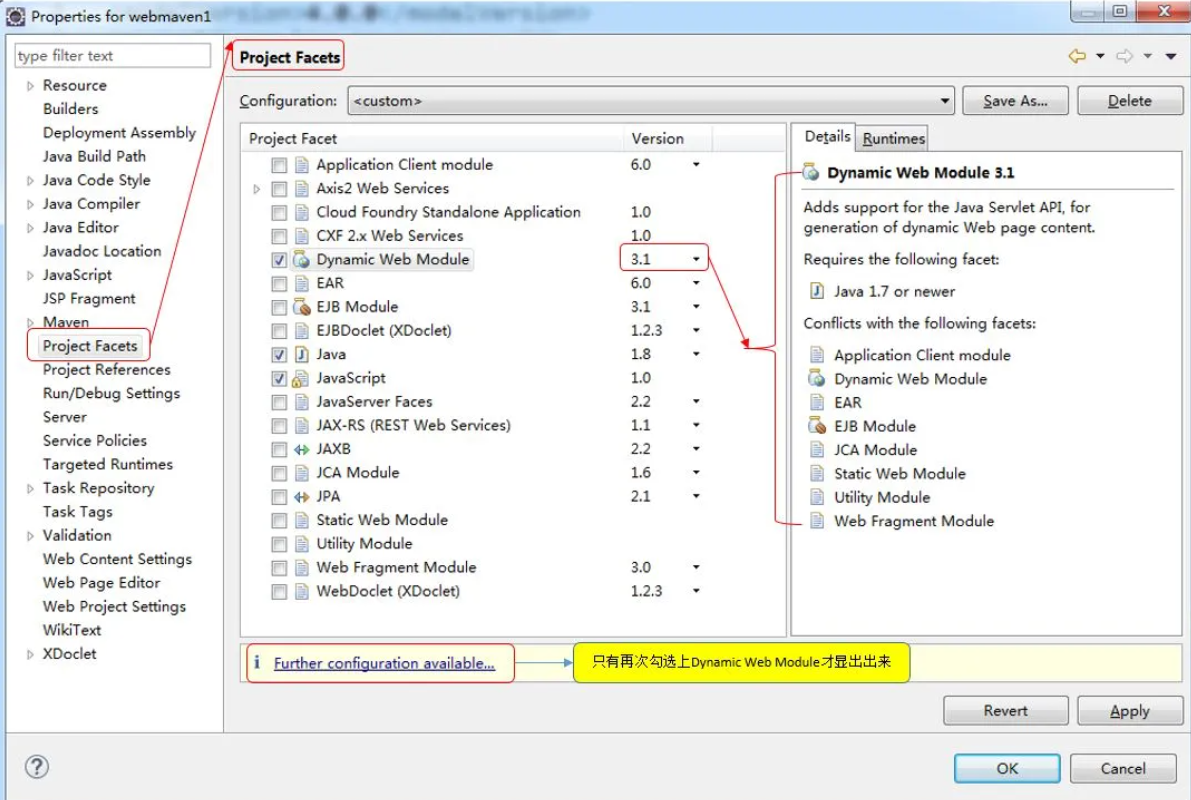 Properties for webmaven1
type filter text
Resource
Builders
Deployment Assembly
Java Build Path
Java Code Style
Java Compiler
Java Editor
Javadoc Location
JavaScript
JSP Fragment
Maven
Project Facets
Project References
Run/Debug Settings
Server
Service Policies
Targeted Runtimes
Task Repository
Task Tags
Validation
Web Content Settings
Web Page Editor
Web Project Settings
WikiText
XDoclet
Project Facets
Configuration: <custom> Save As... Delete
Project Facet Version
Application Client module 6.0
Axis2 Web Services
Cloud Foundry Standalone Application 1.0
CXF 2.x Web Services 1.0
Dynamic Web Module 3.1
EAR 6.0
EJB Module 3.1
EJBDoclet (XDoclet) 1.2.3
Java 1.8
JavaScript 1.0
JavaServer Faces 2.2
JAX-RS (REST Web Services) 1.1
JAXB 2.2
JCA Module 1.6
JPA 2.1
Static Web Module
Utility Module
Web Fragment Module 3.0
WebDoclet (XDoclet) 1.2.3
Details Runtimes
Dynamic Web Module 3.1
Adds support for the Java Servlet API, for
generation of dynamic Web page content.
Requires the following facet:
Java 1.7 or newer
Conflicts with the following facets:
Application Client module
Dynamic Web Module
EAR
EJB Module
JCA Module
Static Web Module
Utility Module
Web Fragment Module
Further configuration available...
只有再次勾选上Dynamic Web Module才显出出来
Revert Apply
OK Cancel